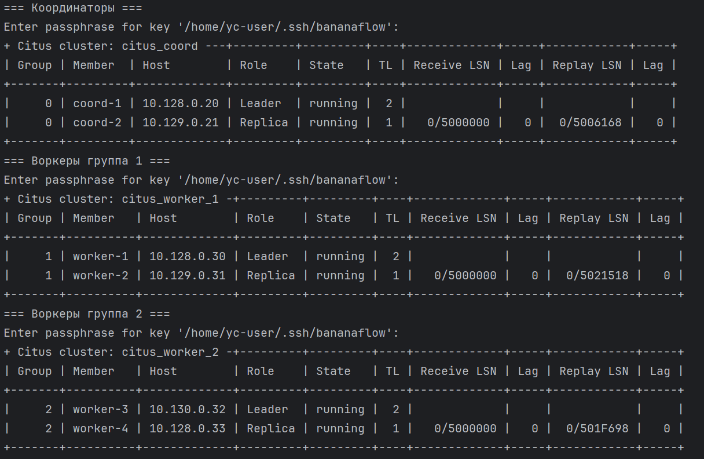 === Координаторы ===
Enter passphrase for key '/home/yc-user/.ssh/bananaflow':
+ Citus cluster: citus_coord ---+---------+---------+----+-------------+-----+------------+-----+
| Group | Member  | Host        | Role    | State   | TL | Receive LSN | Lag | Replay LSN | Lag |
+-------+---------+-------------+---------+---------+----+-------------+-----+------------+-----+
|     0 | coord-1 | 10.128.0.20 | Leader  | running |  2 |             |     |            |     |
|     0 | coord-2 | 10.129.0.21 | Replica | running |  1 |   0/5000000 |   0 |  0/5006168 |   0 |
+-------+---------+-------------+---------+---------+----+-------------+-----+------------+-----+
=== Воркеры группа 1 ===
Enter passphrase for key '/home/yc-user/.ssh/bananaflow':
+ Citus cluster: citus_worker_1 -+---------+---------+----+-------------+-----+------------+-----+
| Group | Member   | Host        | Role    | State   | TL | Receive LSN | Lag | Replay LSN | Lag |
+-------+----------+-------------+---------+---------+----+-------------+-----+------------+-----+
|     1 | worker-1 | 10.128.0.30 | Leader  | running |  2 |             |     |            |     |
|     1 | worker-2 | 10.129.0.31 | Replica | running |  1 |   0/5000000 |   0 |  0/5021518 |   0 |
+-------+----------+-------------+---------+---------+----+-------------+-----+------------+-----+
=== Воркеры группа 2 ===
Enter passphrase for key '/home/yc-user/.ssh/bananaflow':
+ Citus cluster: citus_worker_2 -+---------+---------+----+-------------+-----+------------+-----+
| Group | Member   | Host        | Role    | State   | TL | Receive LSN | Lag | Replay LSN | Lag |
+-------+----------+-------------+---------+---------+----+-------------+-----+------------+-----+
|     2 | worker-3 | 10.130.0.32 | Leader  | running |  2 |             |     |            |     |
|     2 | worker-4 | 10.128.0.33 | Replica | running |  1 |   0/5000000 |   0 |  0/501F698 |   0 |
+-------+----------+-------------+---------+---------+----+-------------+-----+------------+-----+